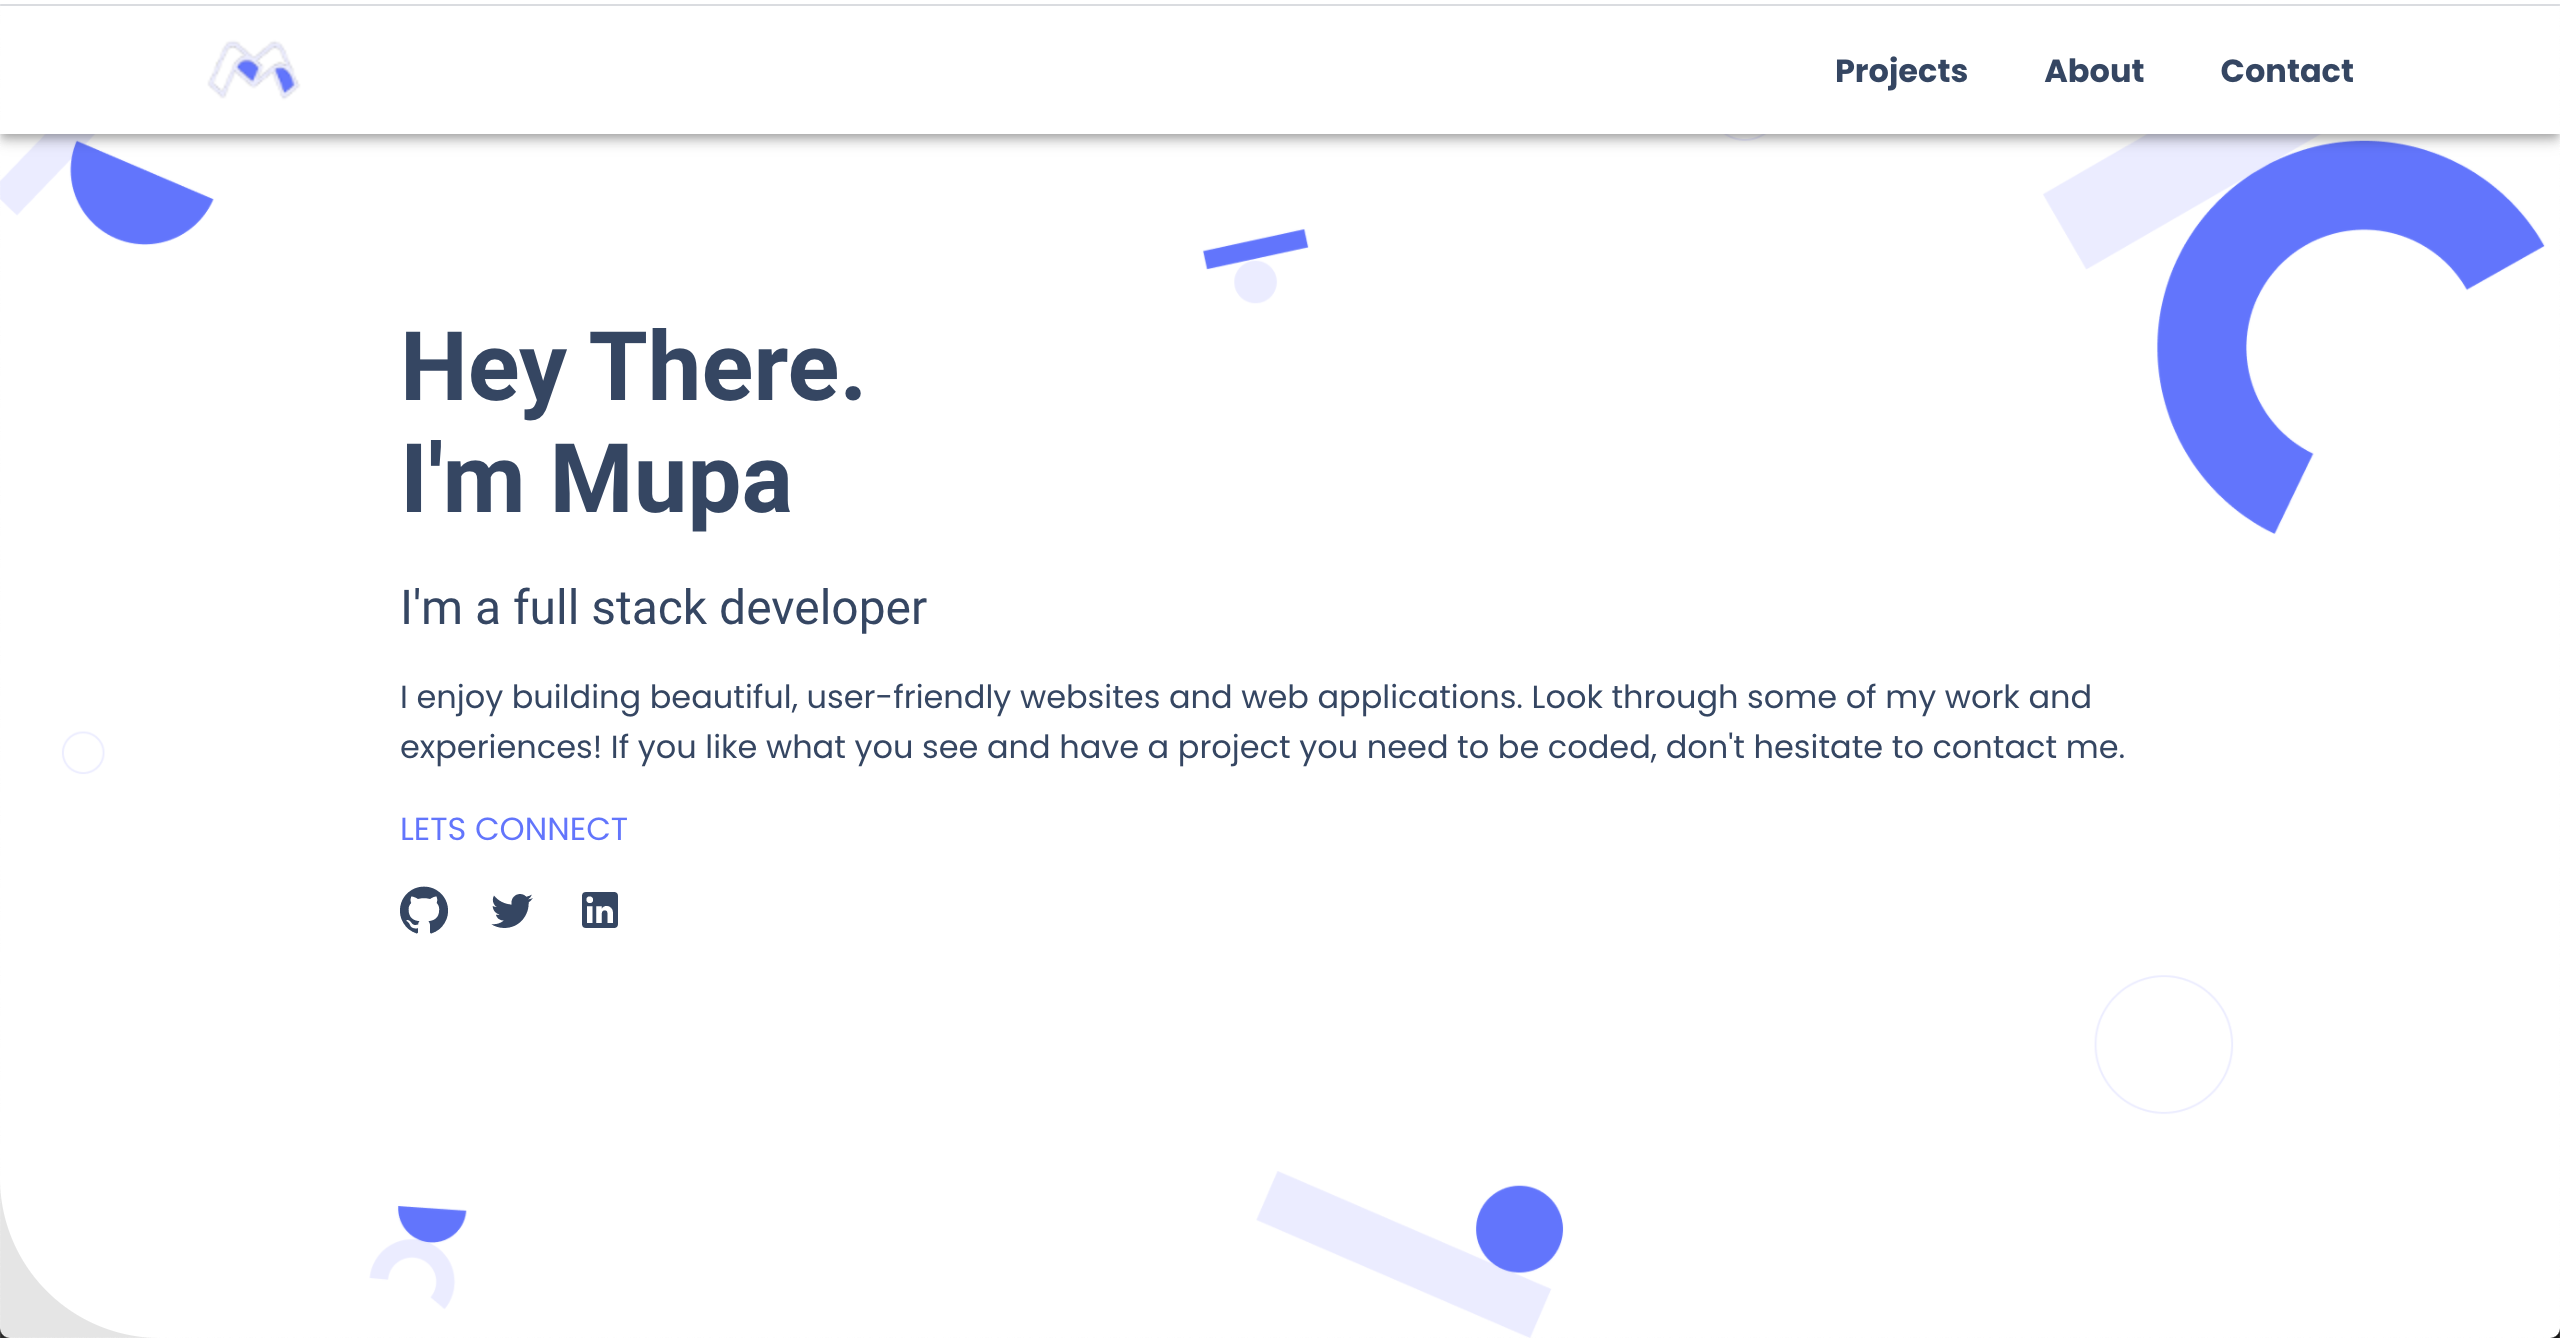 Projects About Contact
Hey There.
I'm Mupa
I'm a full stack developer
I enjoy building beautiful, user-friendly websites and web applications. Look through some of my work and
experiences! If you like what you see and have a project you need to be coded, don't hesitate to contact me.
LETS CONNECT
in